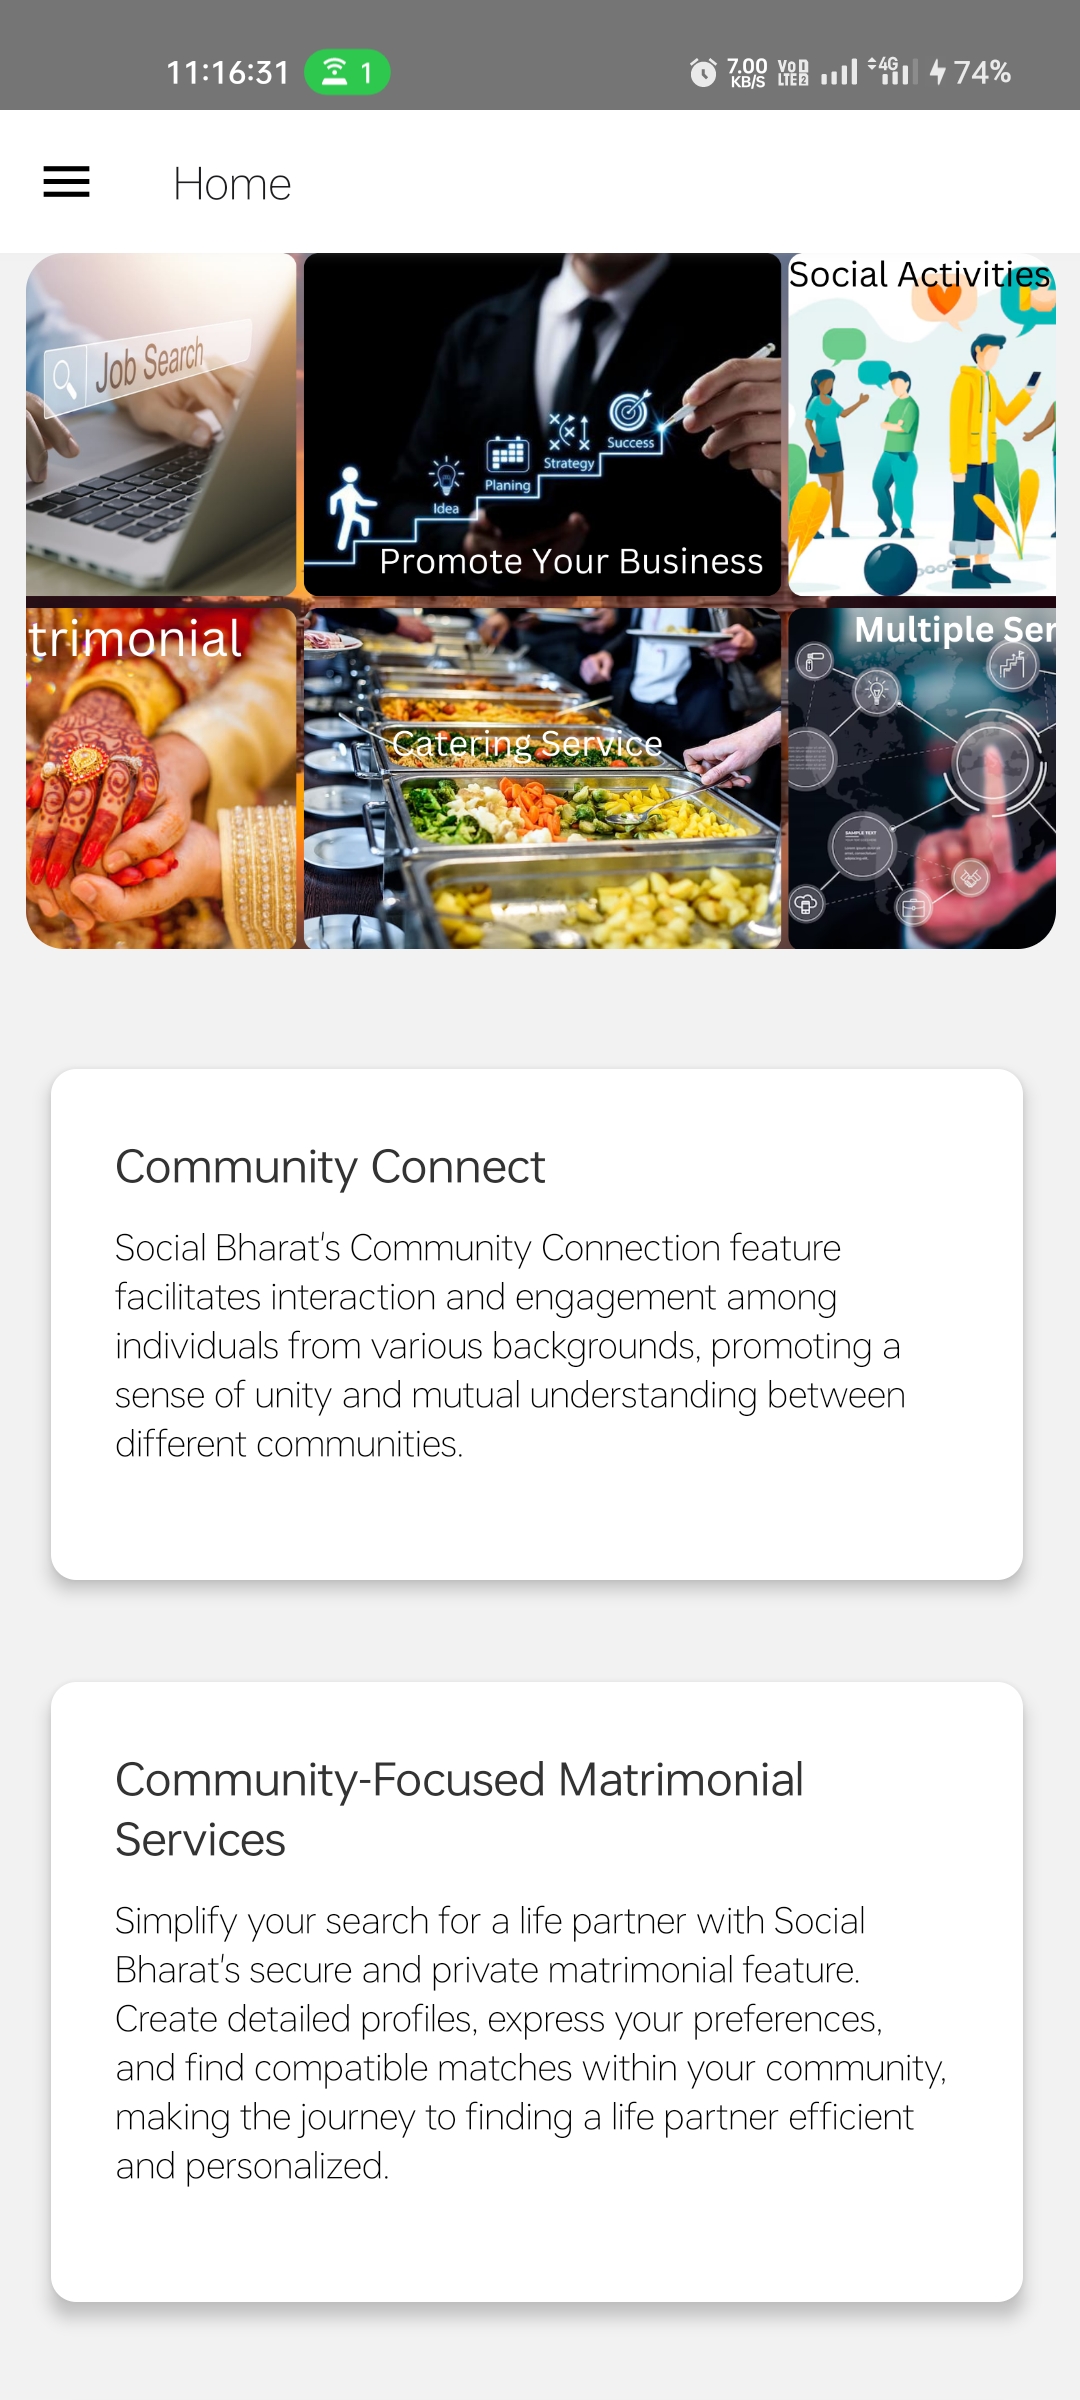 11:16:31 1 7.00 KB/S Vo LTE 2 4G 74%
Home
Job Search
Idea
Planing
Strategy
Success
Promote Your Business
Social Activities
trimonial
Catering Service
Multiple Ser
SAMPLE TEXT
Community Connect
Social Bharat's Community Connection feature
facilitates interaction and engagement among
individuals from various backgrounds, promoting a
sense of unity and mutual understanding between
different communities.
Community-Focused Matrimonial
Services
Simplify your search for a life partner with Social
Bharat's secure and private matrimonial feature.
Create detailed profiles, express your preferences,
and find compatible matches within your community,
making the journey to finding a life partner efficient
and personalized.